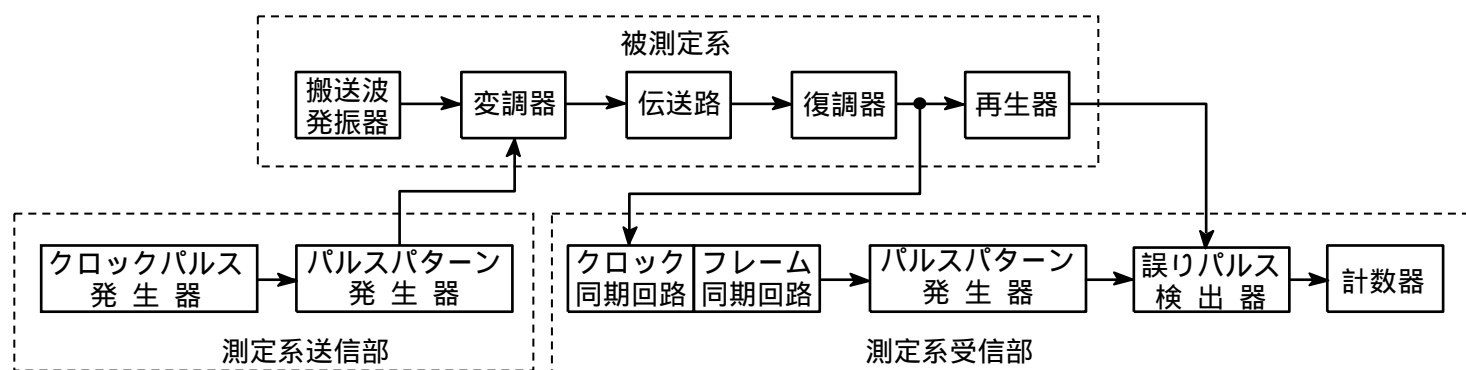 被測定系
搬送波
発振器
変調器
伝送路
復調器
再生器
クロックパルス
発生器
パルスパターン
発生器
測定系送信部
クロック
同期回路
フレーム
同期回路
パルスパターン
発生器
誤りパルス
検出器
計数器
測定系受信部